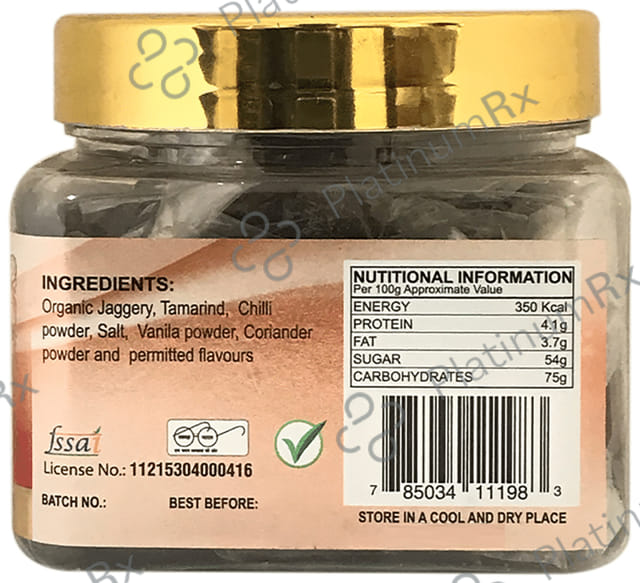 INGREDIENTS:
Organic Jaggery, Tamarind, Chilli
powder, Salt, Vanila powder, Coriander
powder and permitted flavours
fssai
License No.: 11215304000416
BATCH NO.: BEST BEFORE:
NUTITIONAL INFORMATION
Per 100g Approximate Value
ENERGY 350 Kcal
PROTEIN 4.1g
FAT 3.7g
SUGAR 54g
CARBOHYDRATES 75g
7 85034 11198 3
STORE IN A COOL AND DRY PLACE
PlatinumRx
PlatinumRx
PlatinumRx